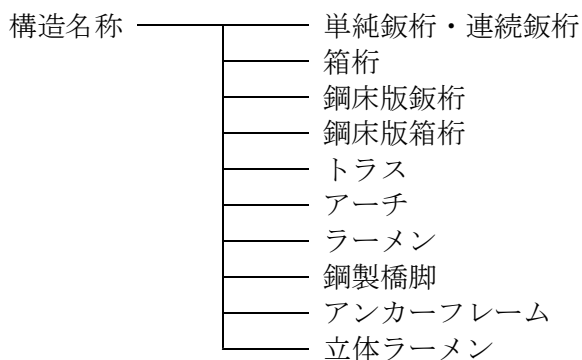 構造名称 単純鈑桁・連続鈑桁
箱桁
鋼床版鈑桁
鋼床版箱桁
トラス
アーチ
ラーメン
鋼製橋脚
アンカーフレーム
立体ラーメン